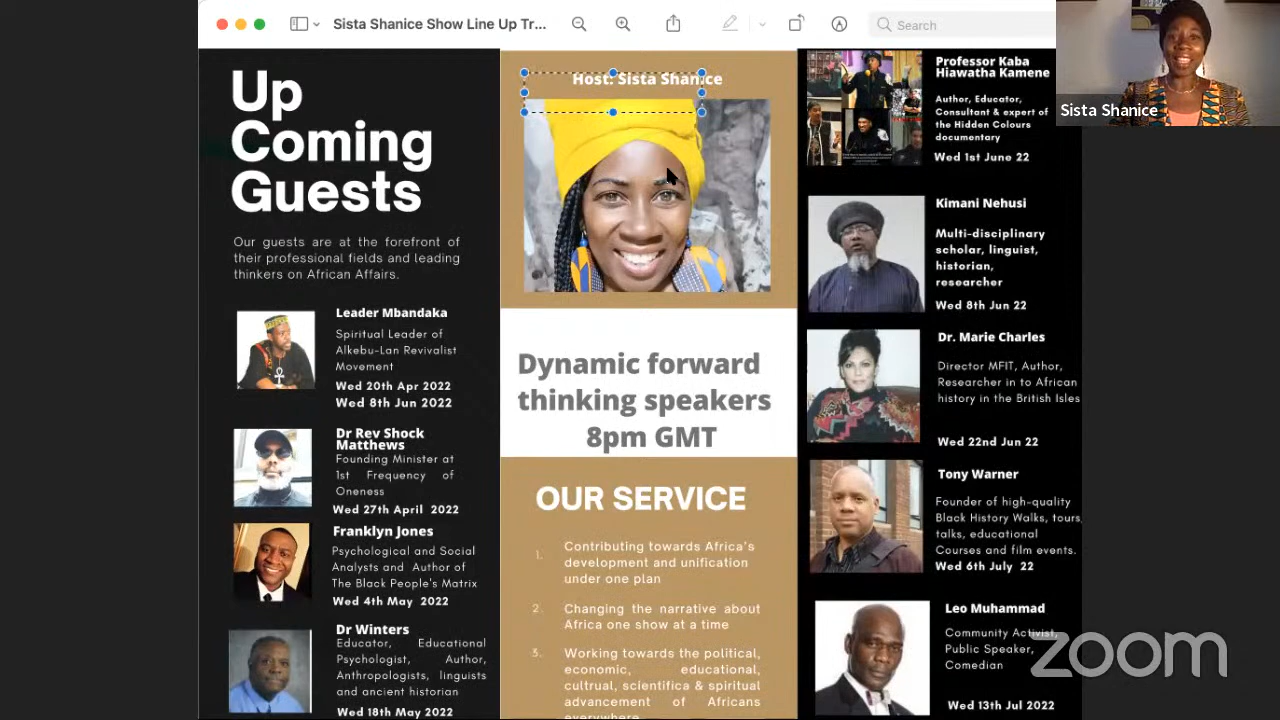 Sista Shanice Show Line Up Tr...
Search
Sista Shanice
Up
Coming
Guests
Our guests are at the forefront of
their professional fields and leading
thinkers on African Affairs.
Leader Mbandaka
Spiritual Leader of
Alkebu-Lan Revivalist
Movement
Wed 20th Apr 2022
Wed 8th Jun 2022
Dr Rev Shock
Matthews
Founding Minister at
1st Frequency of
Oneness
Wed 27th April 2022
Franklyn Jones
Psychological and Social
Analysts and Author of
The Black People's Matrix
Wed 4th May 2022
Dr Winters
Educator, Educational
Psychologist, Author,
Anthropologists, linguists
and ancient historian
Wed 18th May 2022
Host: Sista Shanice
Dynamic forward
thinking speakers
8pm GMT
OUR SERVICE
1. Contributing towards Africa's
development and unification
under one plan
2. Changing the narrative about
Africa one show at a time
3. Working towards the political,
economic, educational,
cultrual, scientifica & spiritual
advancement of Africans
everywhere
Professor Kaba
Hiawatha Kamene
Author, Educator,
Consultant & expert of
the Hidden Colours
documentary
Wed 1st June 22
Kimani Nehusi
Multi-disciplinary
scholar, linguist,
historian,
researcher
Wed 8th Jun 22
Dr. Marie Charles
Director MFIT, Author,
Researcher in to African
history in the British Isles
Wed 22nd Jun 22
Tony Warner
Founder of high-quality
Black History Walks, tours,
talks, educational
Courses and film events.
Wed 6th July 22
Leo Muhammad
Community Activist,
Public Speaker,
Comedian
Wed 13th Jul 2022
zoom